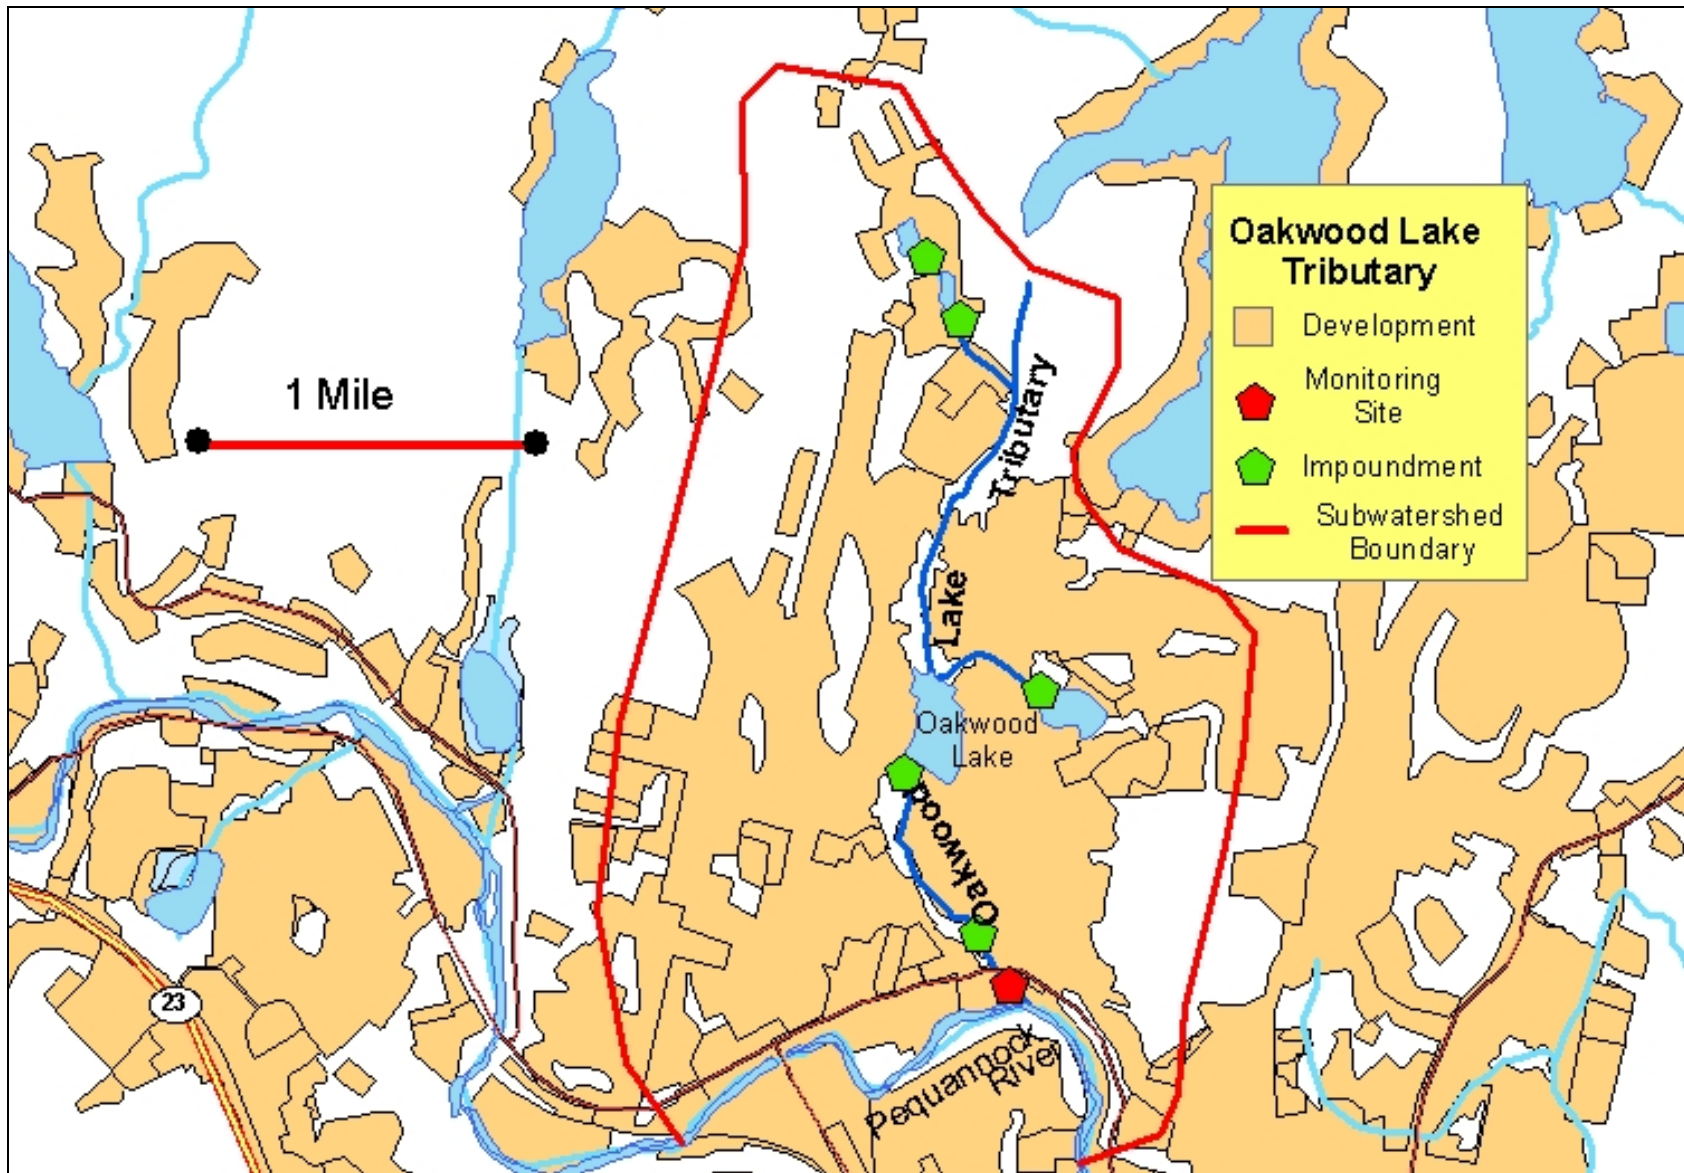 Oakwood Lake
Tributary
Development
Monitoring
Site
Impoundment
Subwatershed
Boundary
1 Mile
Tributary
Lake
Oakwood
Lake
Oakwood
23
Pequannock
River